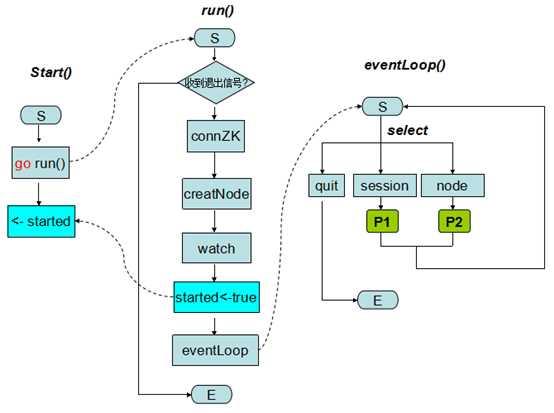 Start()
S
go run()
<- started
run()
S
收到退出信号?
connZK
creatNode
watch
started<-true
eventLoop
E
eventLoop()
S
select
quit
session
node
P1
P2
E